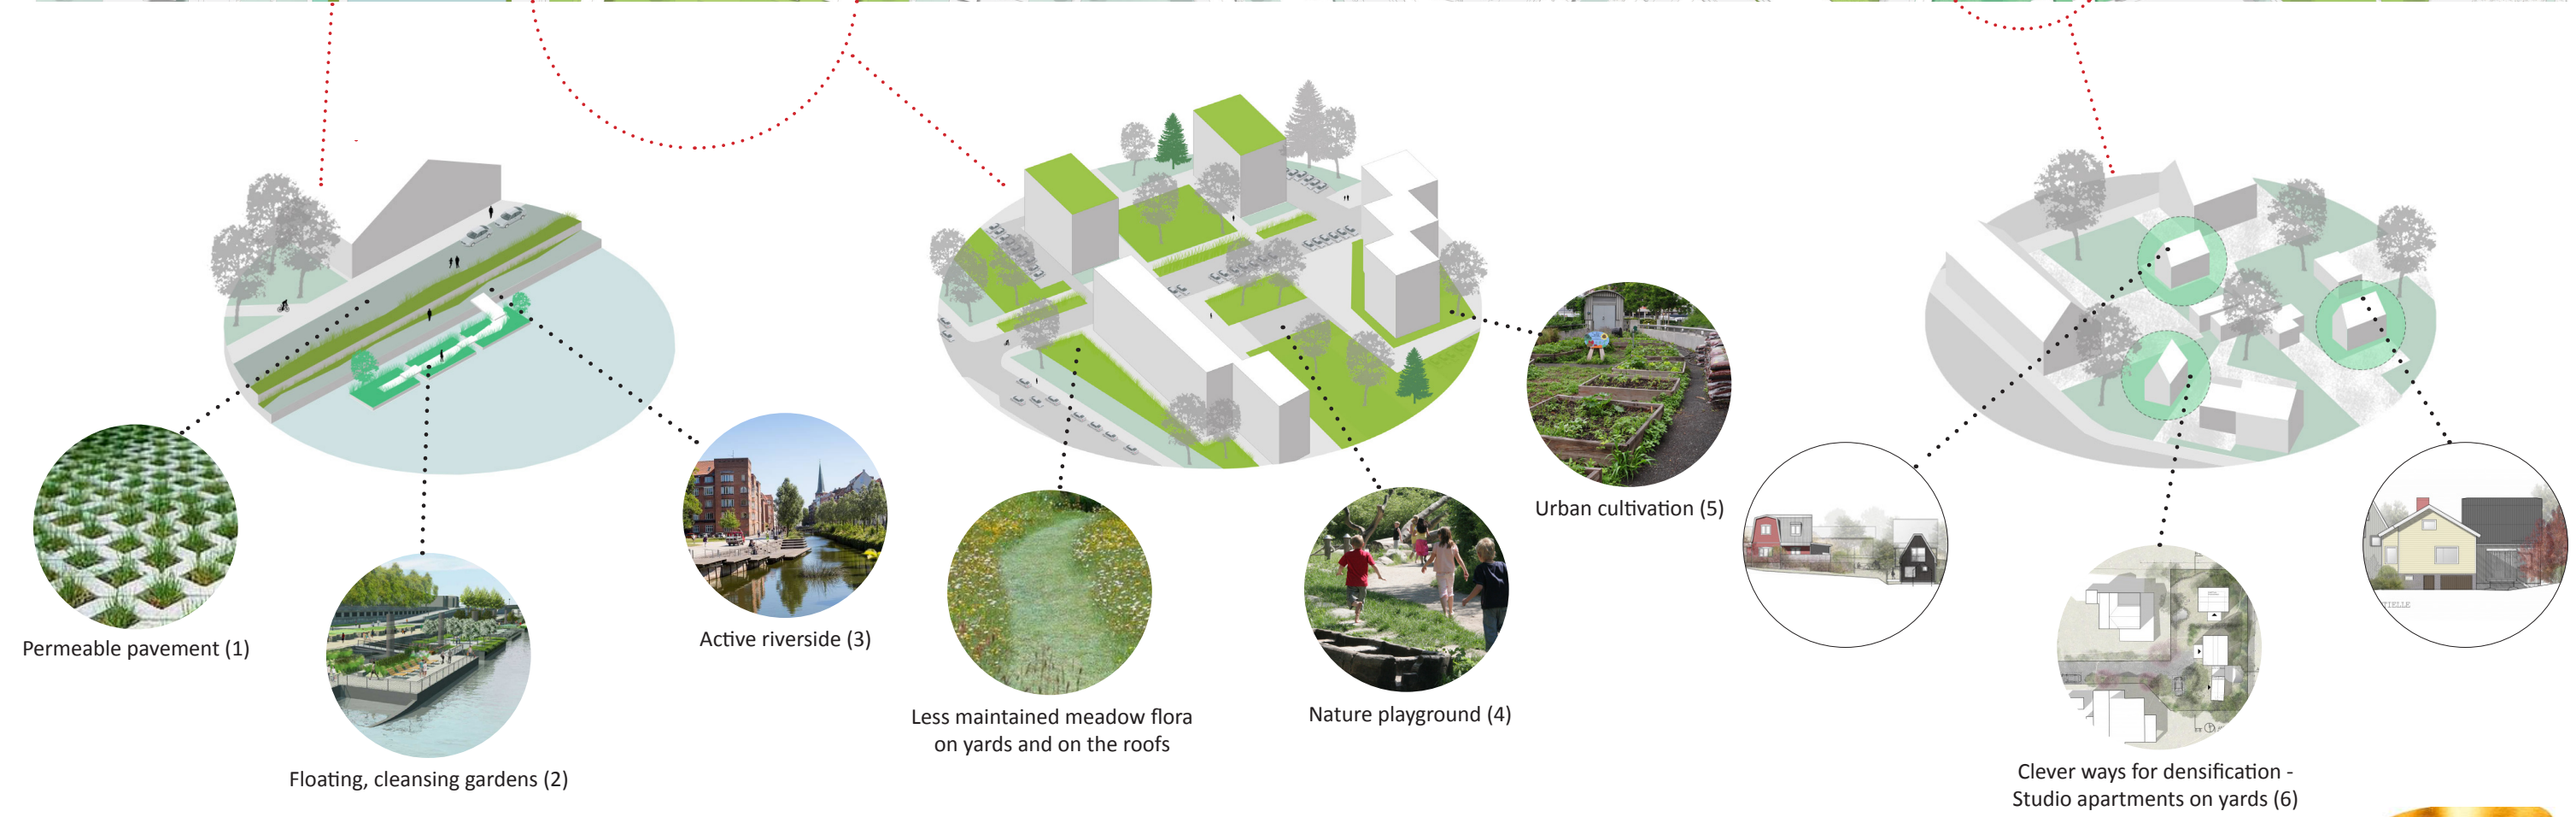 Permeable pavement (1)
Floating, cleansing gardens (2)
Active riverside (3)
Less maintained meadow flora
on yards and on the roofs
Nature playground (4)
Urban cultivation (5)
Clever ways for densification -
Studio apartments on yards (6)